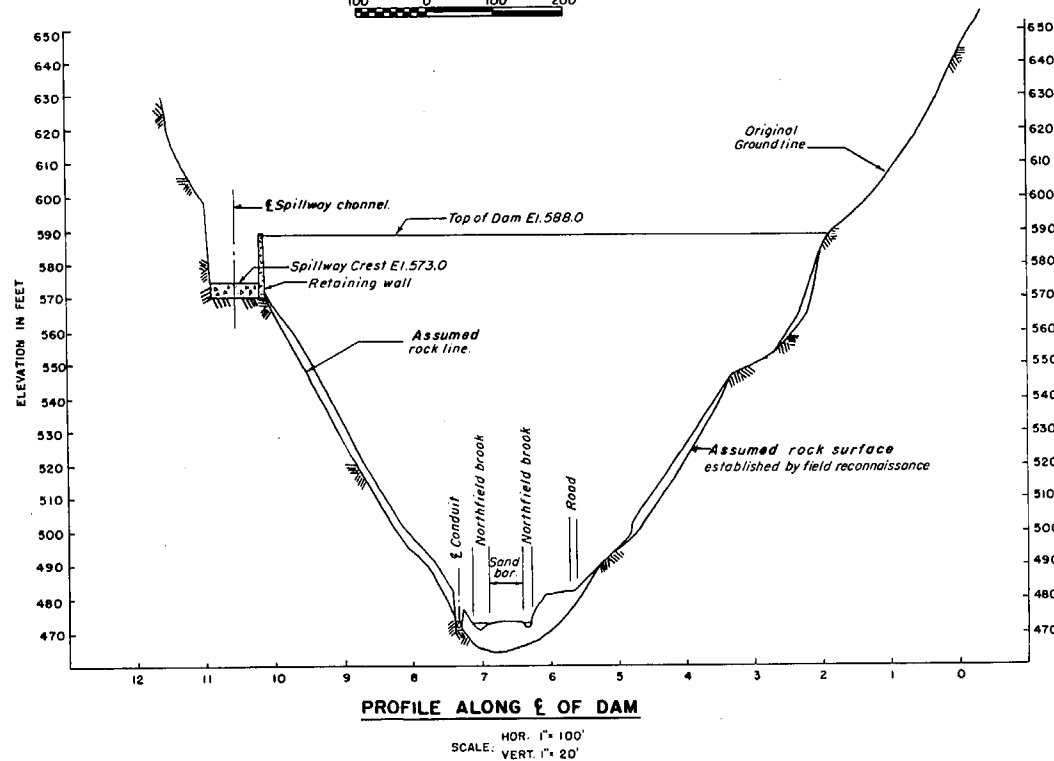 100 0 100 200
650
640
630
620
610
600
590
580
570
560
550
540
530
520
510
500
490
480
470
ELEVATION IN FEET
650
640
630
620
610
600
590
580
570
560
550
540
530
520
510
500
490
480
470
Original
Ground line
℄ Spillway channel.
Top of Dam El. 588.0
Spillway Crest El. 573.0
Retaining wall
Assumed
rock line.
Assumed rock surface
established by field reconnaissance
℄ Conduit
Northfield brook
Sand
bar.
Northfield brook
Road
12 11 10 9 8 7 6 5 4 3 2 1 0
PROFILE ALONG ℄ OF DAM
SCALE: HOR. 1"= 100'
VERT. 1"= 20'